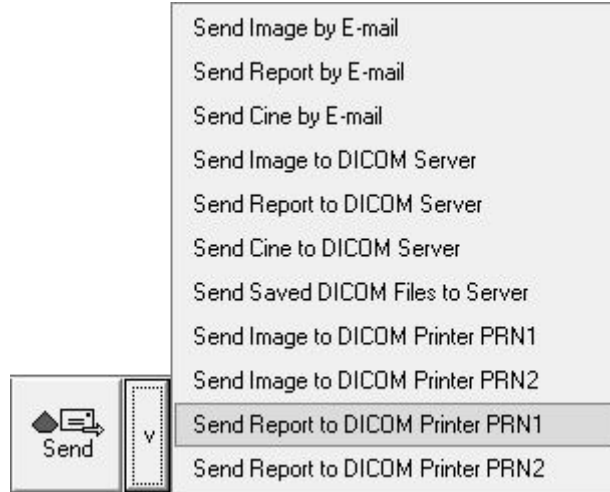 Send Image by E-mail
Send Report by E-mail
Send Cine by E-mail
Send Image to DICOM Server
Send Report to DICOM Server
Send Cine to DICOM Server
Send Saved DICOM Files to Server
Send Image to DICOM Printer PRN1
Send Image to DICOM Printer PRN2
Send Report to DICOM Printer PRN1
Send Report to DICOM Printer PRN2
Send
v